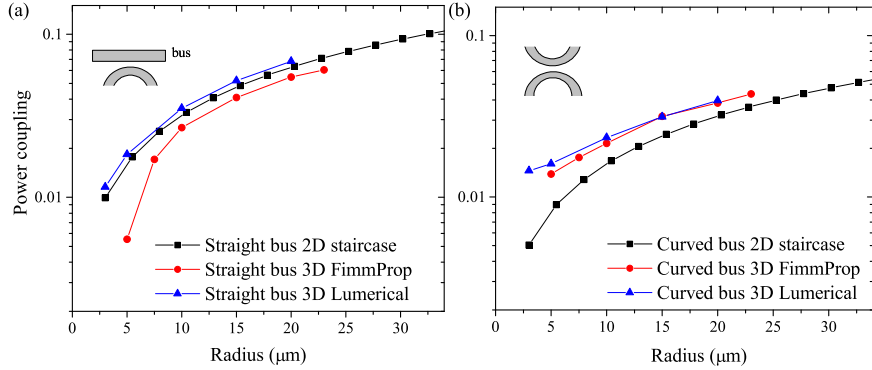 (a)
bus
0.1
0.01
Power coupling
Straight bus 2D staircase
Straight bus 3D FimmProp
Straight bus 3D Lumerical
0 5 10 15 20 25 30
Radius (μm)
(b)
0.1
0.01
Curved bus 2D staircase
Curved bus 3D FimmProp
Curved bus 3D Lumerical
0 5 10 15 20 25 30
Radius (μm)